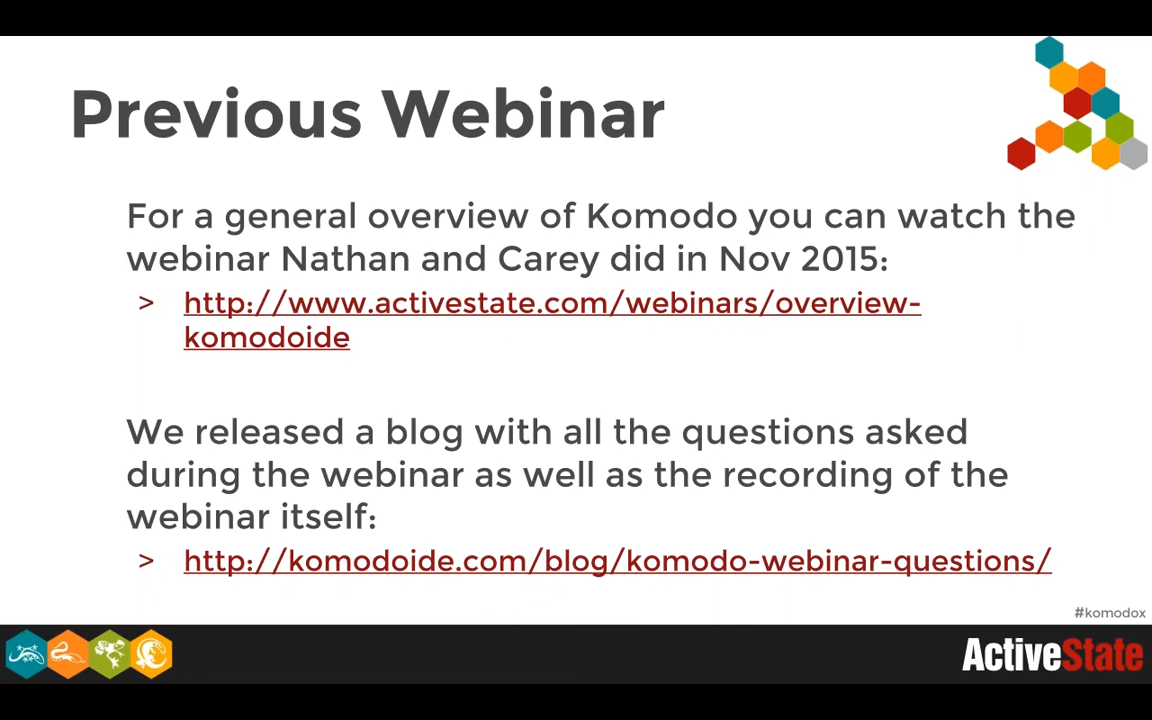 Previous Webinar
For a general overview of Komodo you can watch the
webinar Nathan and Carey did in Nov 2015:
> http://www.activestate.com/webinars/overview-
komodoide
We released a blog with all the questions asked
during the webinar as well as the recording of the
webinar itself:
> http://komodoide.com/blog/komodo-webinar-questions/
#komodox
ActiveState